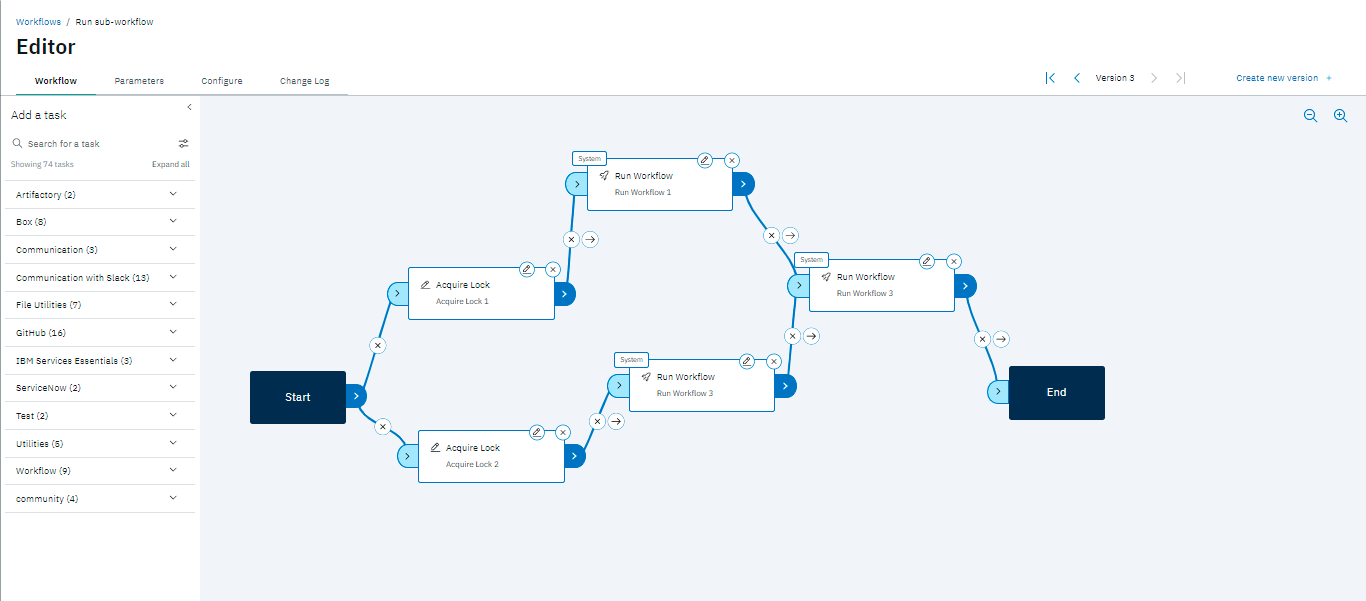 Workflows / Run sub-workflow
Editor
Workflow Parameters Configure Change Log
Version 3 Create new version +
Add a task
Search for a task
Showing 74 tasks Expand all
Artifactory (2)
Box (8)
Communication (3)
Communication with Slack (13)
File Utilities (7)
GitHub (16)
IBM Services Essentials (3)
ServiceNow (2)
Test (2)
Utilities (5)
Workflow (9)
community (4)
System
Run Workflow
Run Workflow 1
Acquire Lock
Acquire Lock 1
System
Run Workflow
Run Workflow 3
System
Run Workflow
Run Workflow 3
Start
End
Acquire Lock
Acquire Lock 2